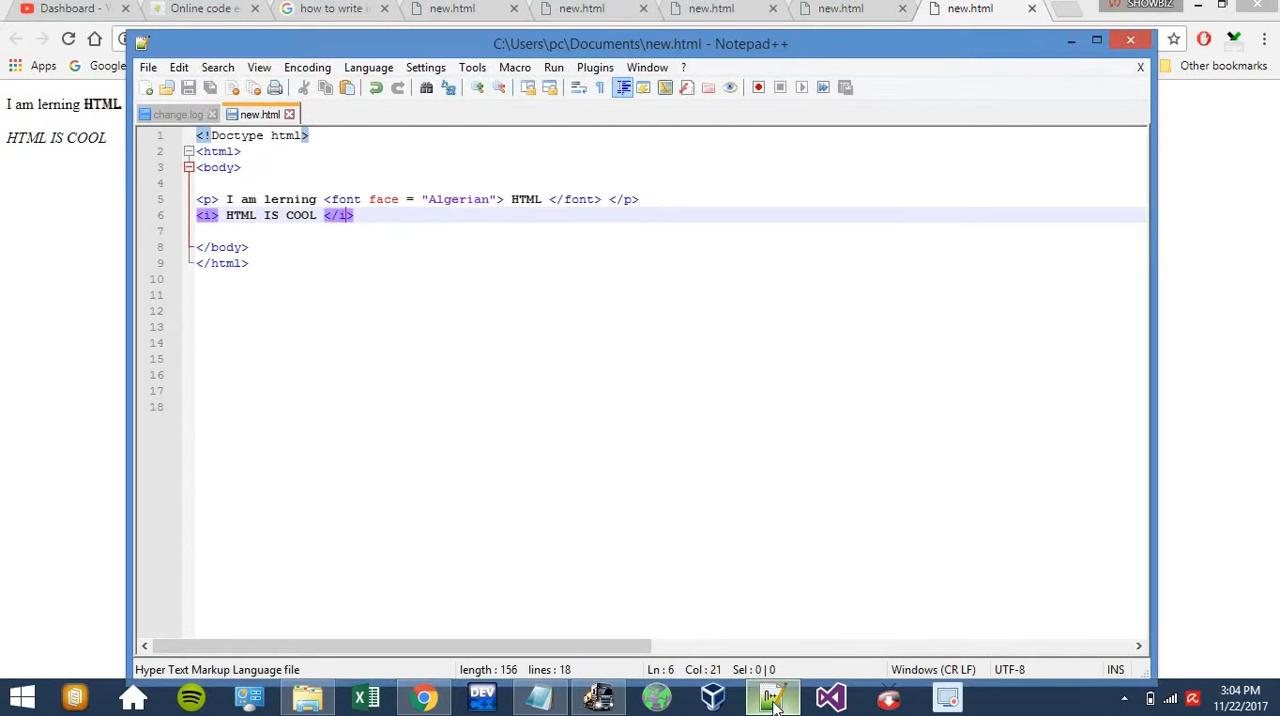 Dashboard - Y
Online code e
how to write i
new.html
new.html
new.html
new.html
new.html
SHOWBIZ
C:\Users\pc\Documents\new.html - Notepad++
Apps
Google
Other bookmarks
File Edit Search View Encoding Language Settings Tools Macro Run Plugins Window ? X
change.log new.html
I am lerning HTML
HTML IS COOL
1 <!Doctype html>
2 <html>
3 <body>
4
5 <p> I am lerning <font face = "Algerian"> HTML </font> </p>
6 <i> HTML IS COOL </i>
7
8 </body>
9 </html>
10
11
12
13
14
15
16
17
18
Hyper Text Markup Language file length : 156 lines : 18 Ln : 6 Col : 21 Sel : 0 | 0 Windows (CR LF) UTF-8 INS
DEV
3:04 PM
11/22/2017